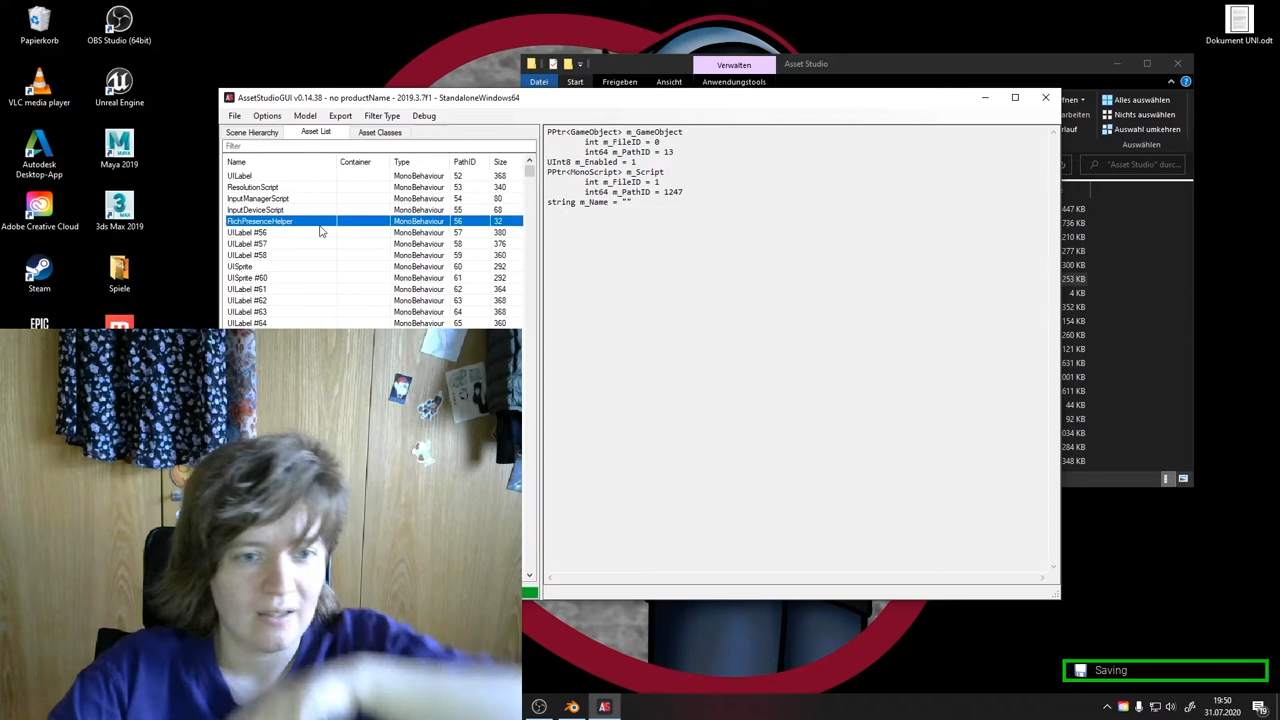 Papierkorb
OBS Studio (64bit)
Dokument UNI.odt
VLC media player
Unreal Engine
Autodesk Desktop-App
Maya 2019
Adobe Creative Cloud
3ds Max 2019
Steam
Spiele
EPIC
Verwalten
Asset Studio
Datei
Start
Freigeben
Ansicht
Anwendungstools
Alles auswählen
Nichts auswählen
Auswahl umkehren
Auswählen
"Asset Studio" durc...
AssetStudioGUI v0.14.38 - no productName - 2019.3.7f1 - StandaloneWindows64
File Options Model Export Filter Type Debug
Scene Hierarchy Asset List Asset Classes
Filter
Name Container Type PathID Size
UILabel MonoBehaviour 52 368
ResolutionScript MonoBehaviour 53 340
InputManagerScript MonoBehaviour 54 80
InputDeviceScript MonoBehaviour 55 68
RichPresenceHelper MonoBehaviour 56 32
UILabel #56 MonoBehaviour 57 380
UILabel #57 MonoBehaviour 58 376
UILabel #58 MonoBehaviour 59 360
UISprite MonoBehaviour 60 292
UISprite #60 MonoBehaviour 61 292
UILabel #61 MonoBehaviour 62 364
UILabel #62 MonoBehaviour 63 368
UILabel #63 MonoBehaviour 64 368
UILabel #64 MonoBehaviour 65 360
PPtr<GameObject> m_GameObject
int m_FileID = 0
int64 m_PathID = 13
UInt8 m_Enabled = 1
PPtr<MonoScript> m_Script
int m_FileID = 1
int64 m_PathID = 1247
string m_Name = ""
447 KB
736 KB
210 KB
277 KB
300 KB
253 KB
4 KB
352 KB
154 KB
260 KB
121 KB
363 KB
001 KB
611 KB
44 KB
92 KB
034 KB
284 KB
348 KB
Saving
19:50
31.07.2020